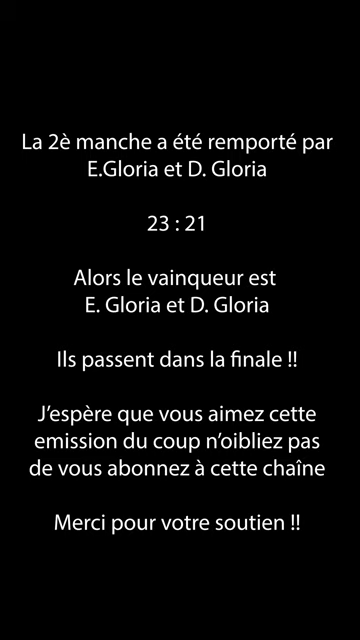 La 2è manche a été remporté par
E.Gloria et D. Gloria
23 : 21
Alors le vainqueur est
E. Gloria et D. Gloria
Ils passent dans la finale !!
J’espère que vous aimez cette
emission du coup n’oibliez pas
de vous abonnez à cette chaîne
Merci pour votre soutien !!